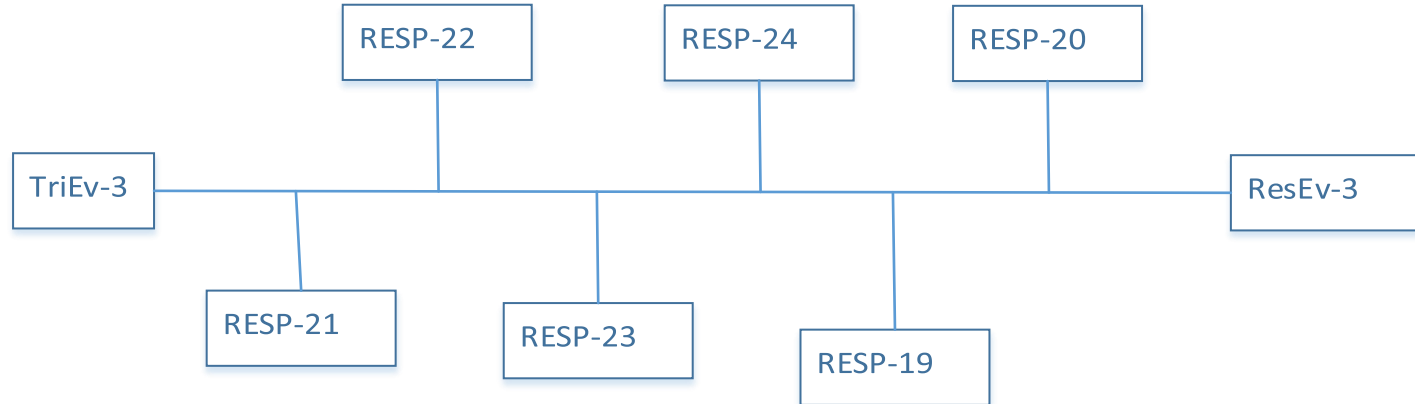 RESP-22
RESP-24
RESP-20
TriEv-3
ResEv-3
RESP-21
RESP-23
RESP-19